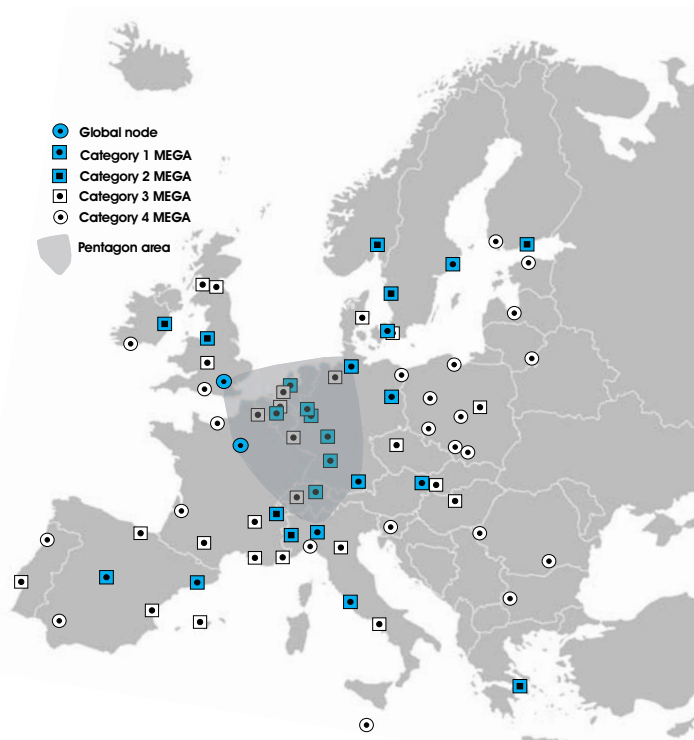 Global node
Category 1 MEGA
Category 2 MEGA
Category 3 MEGA
Category 4 MEGA
Pentagon area